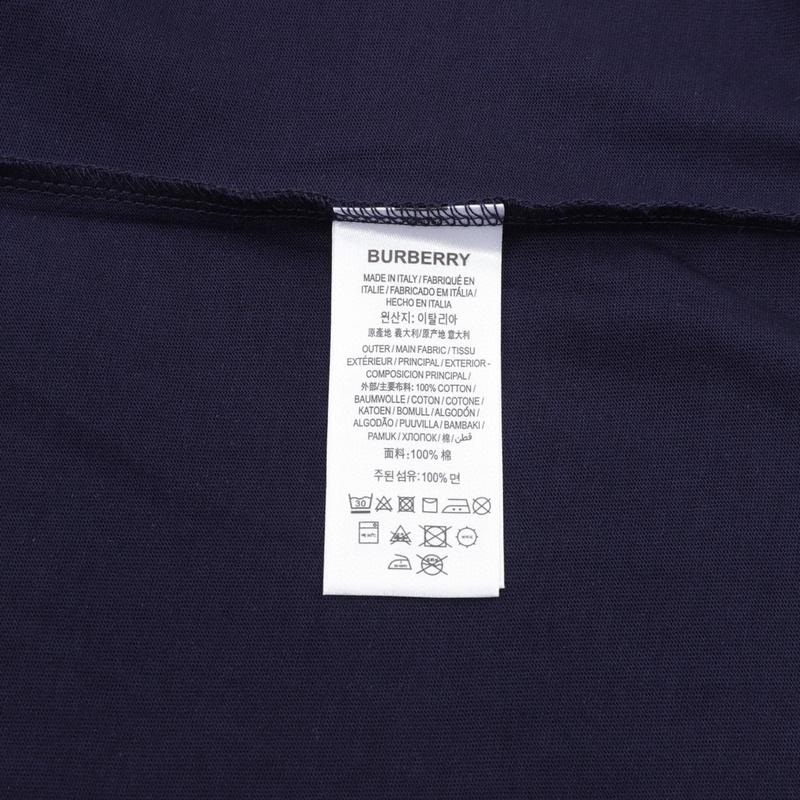 BURBERRY
MADE IN ITALY / FABRIQUÉ EN
ITALIE / FABRICADO EM ITÁLIA /
HECHO EN ITALIA
원산지: 이탈리아
原產地 義大利/原产地 意大利
OUTER / MAIN FABRIC / TISSU
EXTÉRIEUR / PRINCIPAL / EXTERIOR -
COMPOSICION PRINCIPAL /
外部/主要布料: 100% COTTON /
BAUMWOLLE / COTON / COTONE /
KATOEN / BOMULL / ALGODÓN /
ALGODÃO / PUUVILLA / BAMBAKI /
PAMUK / ХЛОПОК / 棉 / قطن
面料:100% 棉
주된 섬유:100% 면
30